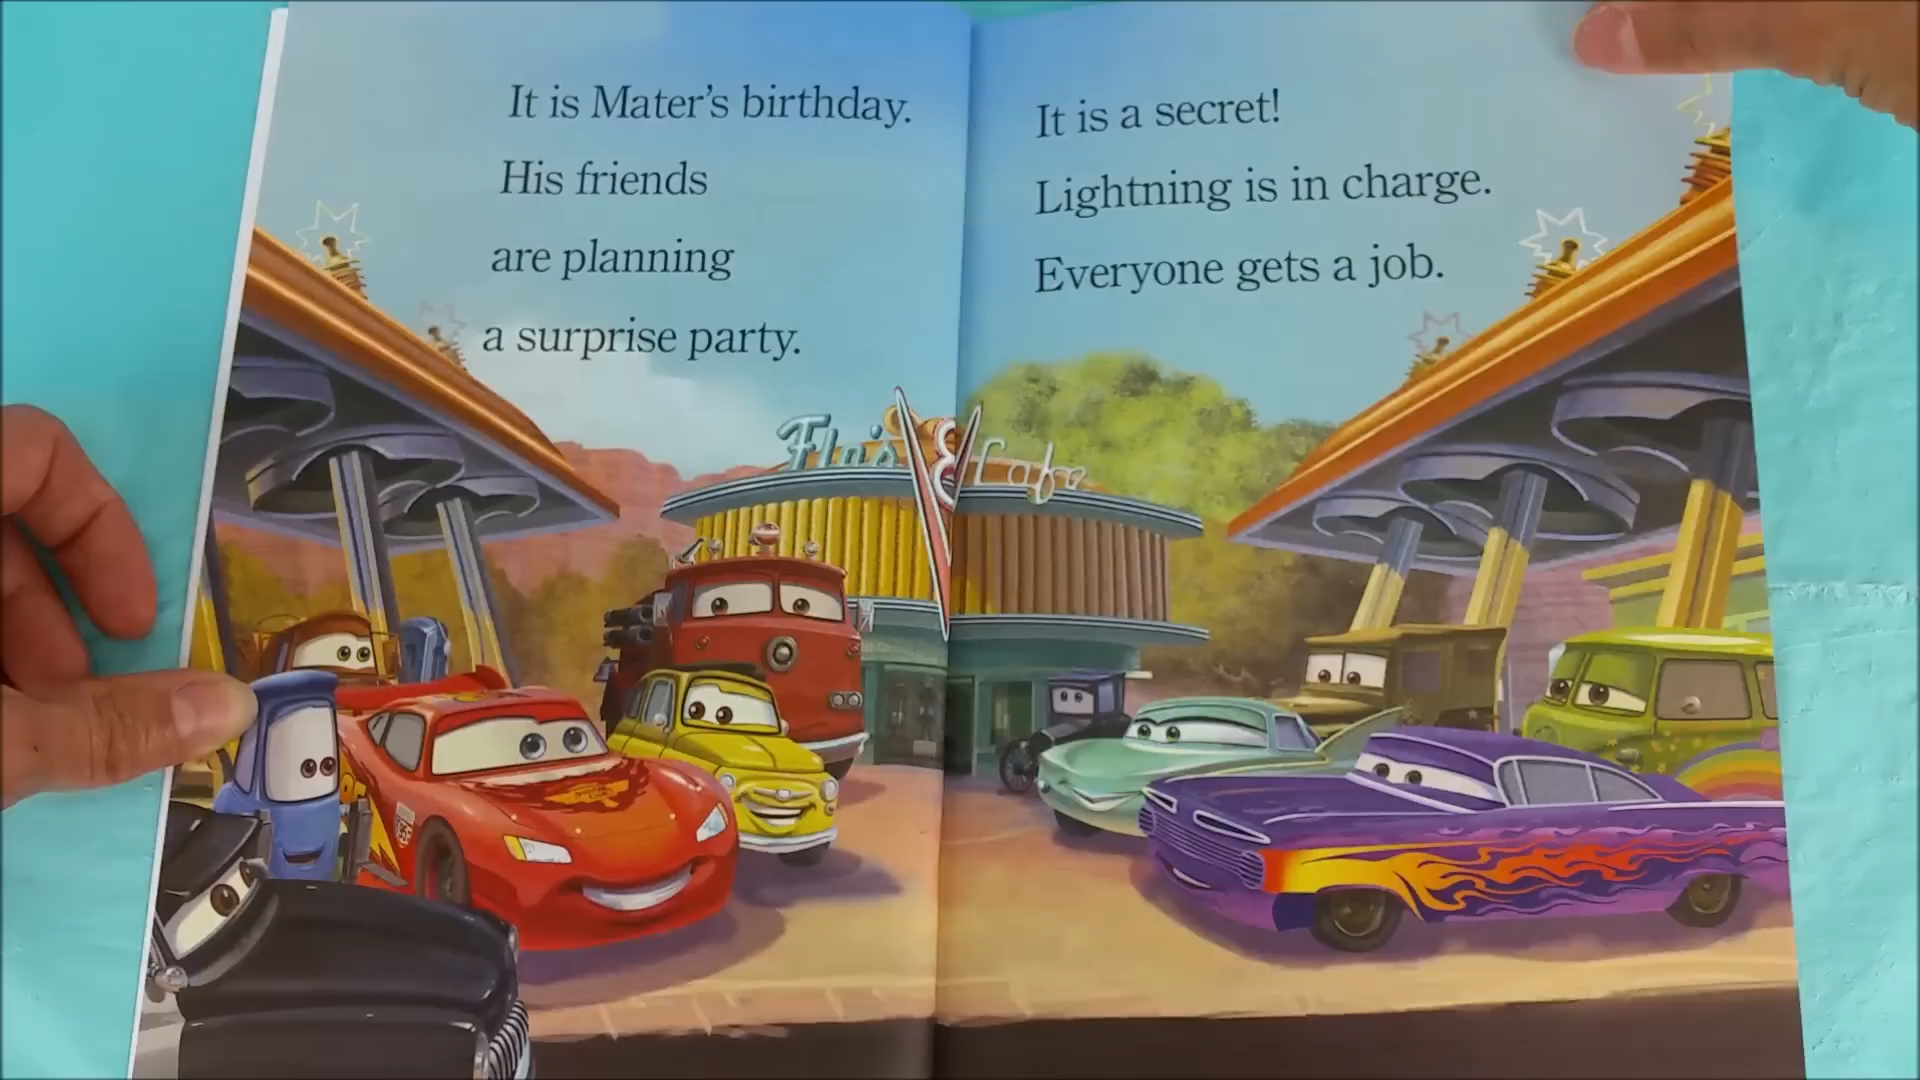 It is Mater's birthday.
His friends
are planning
a surprise party.
It is a secret!
Lightning is in charge.
Everyone gets a job.
Flo's V8 Cafe
95